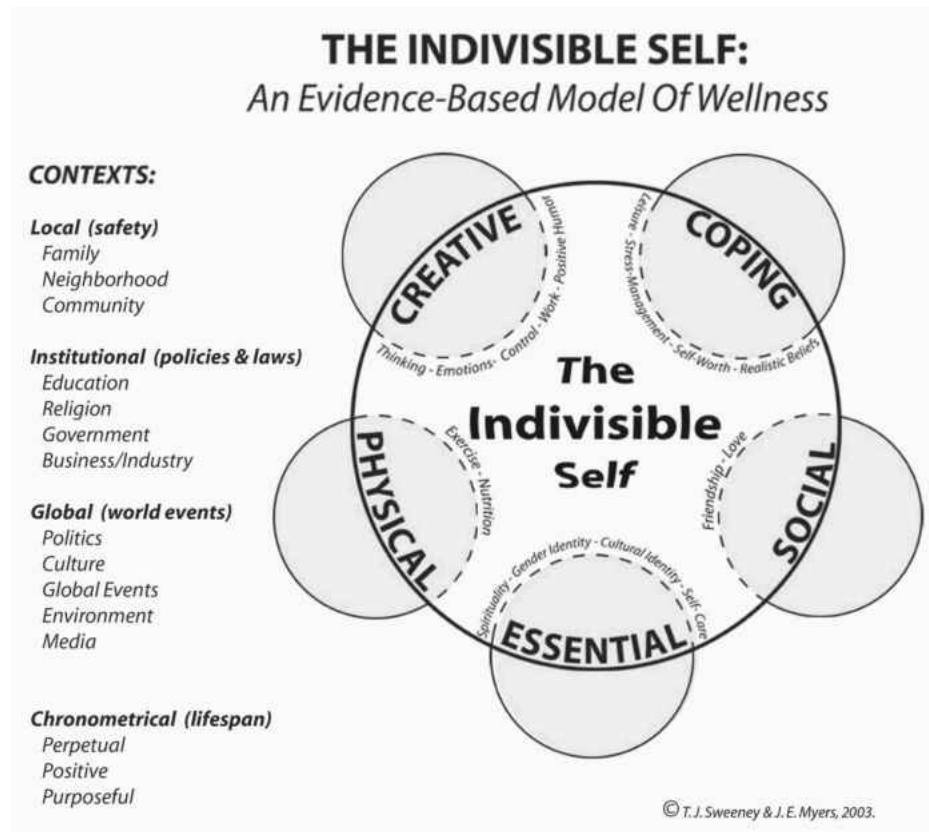 THE INDIVISIBLE SELF:
An Evidence-Based Model Of Wellness
CONTEXTS:
Local (safety)
Family
Neighborhood
Community
Institutional (policies & laws)
Education
Religion
Government
Business/Industry
Global (world events)
Politics
Culture
Global Events
Environment
Media
Chronometrical (lifespan)
Perpetual
Positive
Purposeful
CREATIVE
Thinking - Emotions- Control - Work - Positive Humor
COPING
Leisure - Stress-Management - Self-Worth - Realistic Beliefs
The
Indivisible
Self
PHYSICAL
Exercise - Nutrition
SOCIAL
Friendship - Love
ESSENTIAL
Spirituality - Gender Identity - Cultural Identity - Self- Care
© T. J. Sweeney & J. E. Myers, 2003.